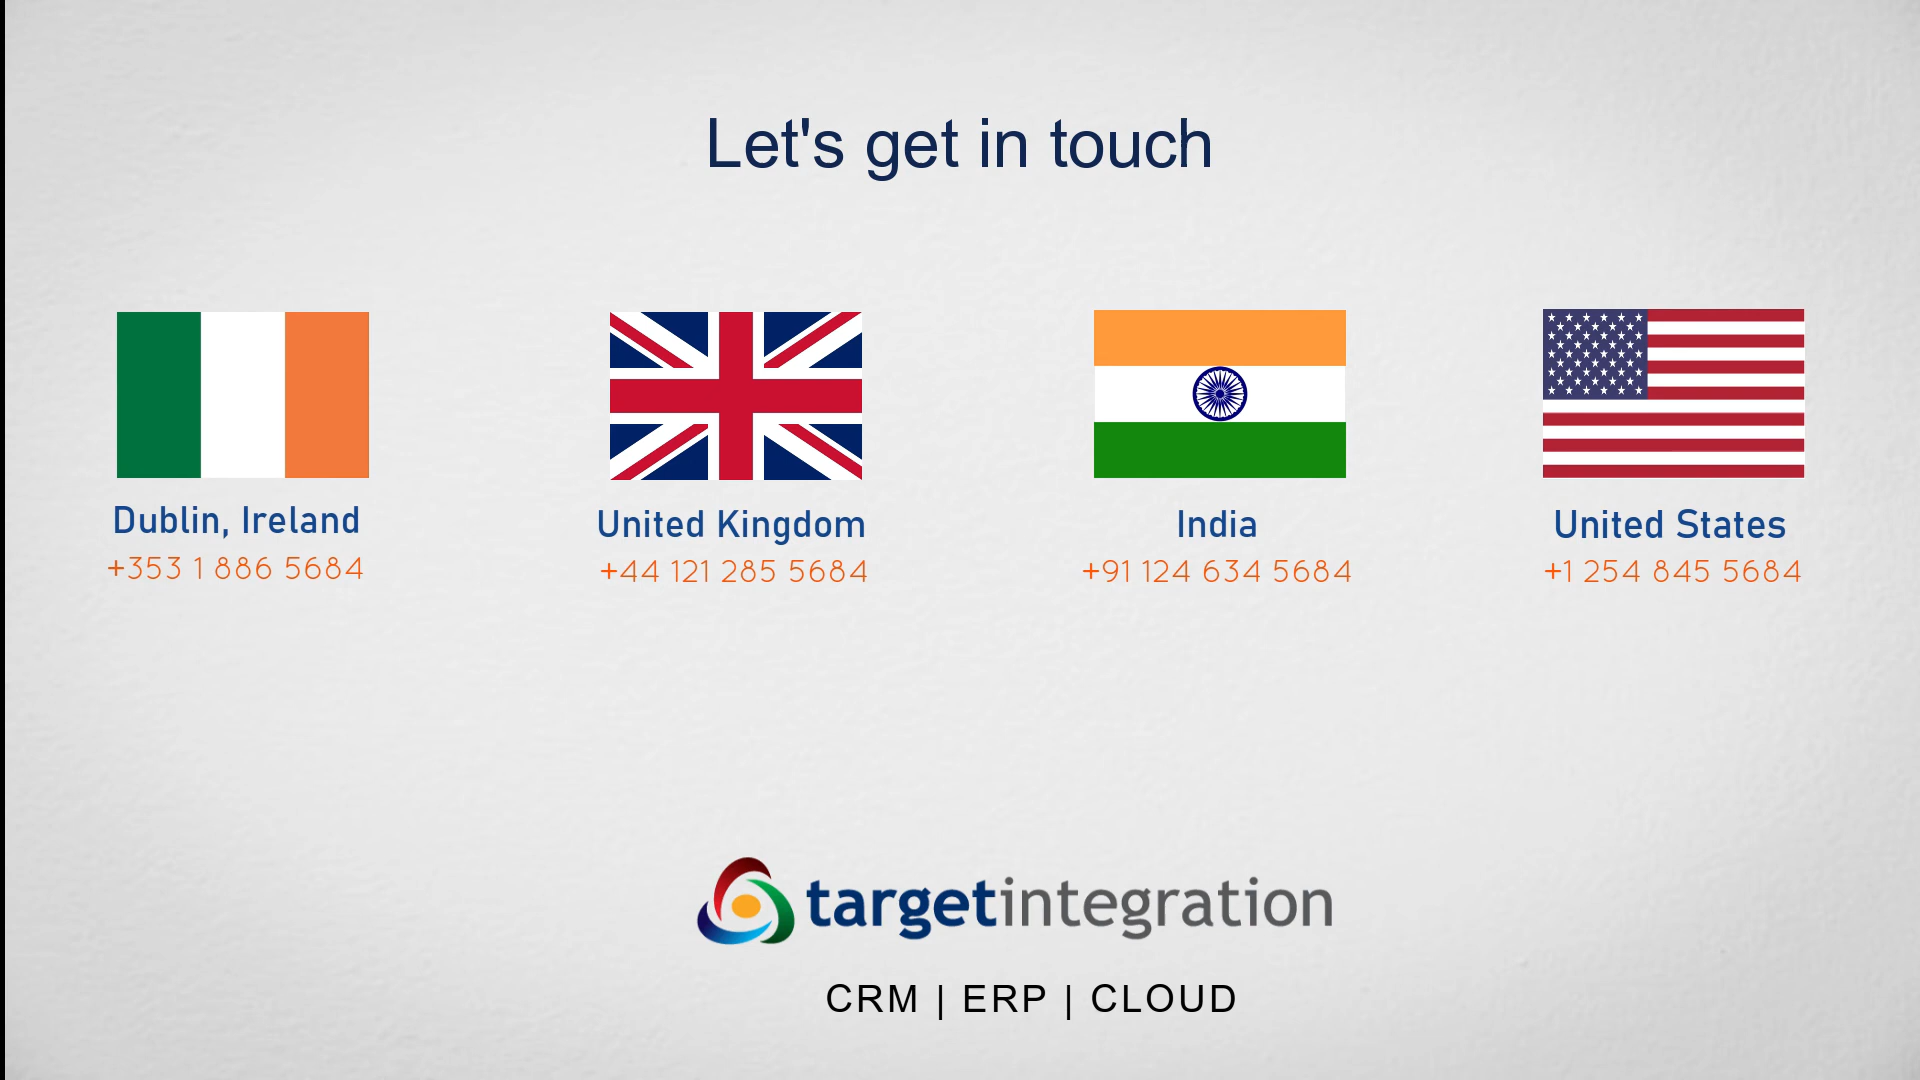 Let's get in touch
Dublin, Ireland
+353 1 886 5684
United Kingdom
+44 121 285 5684
India
+91 124 634 5684
United States
+1 254 845 5684
targetintegration
CRM | ERP | CLOUD